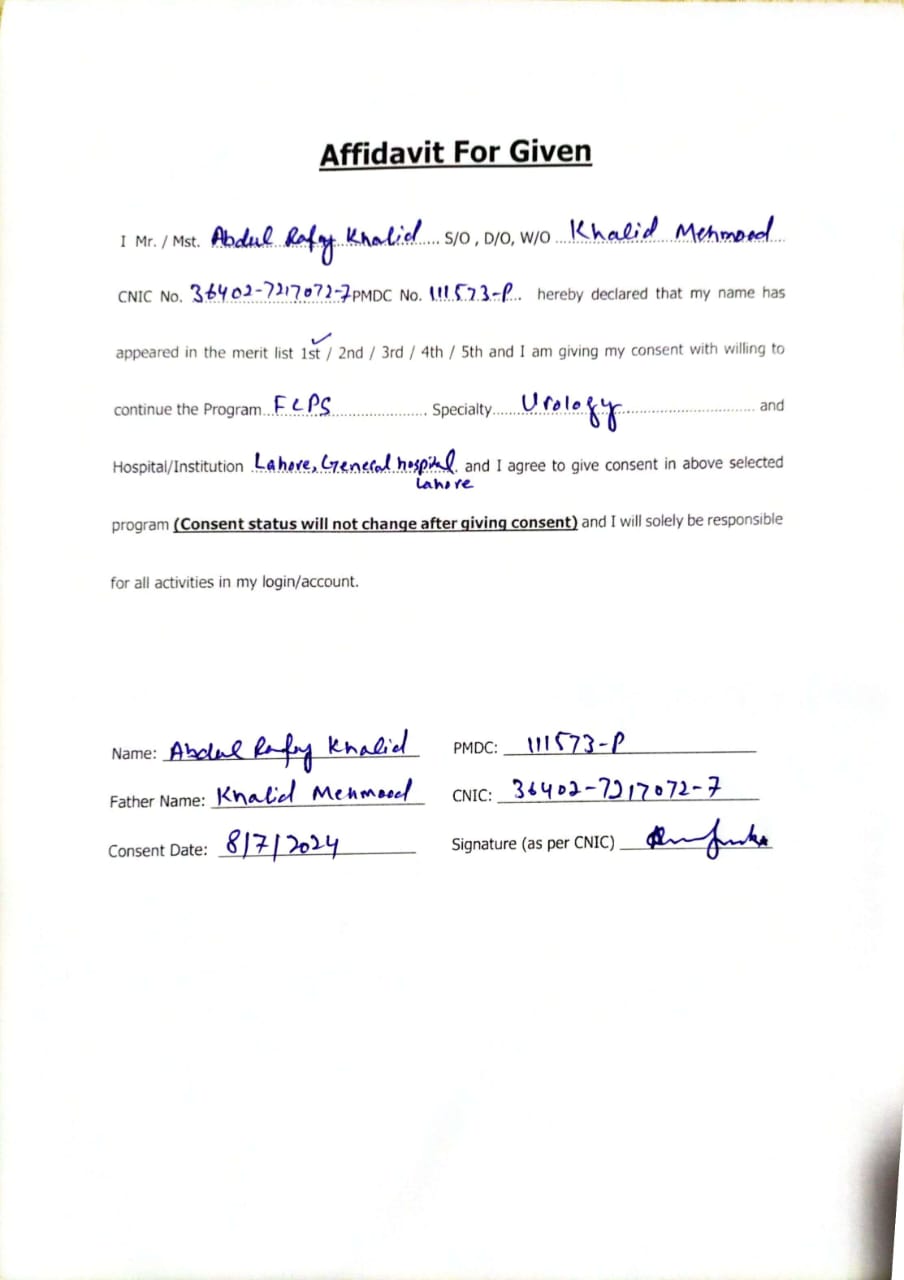 Affidavit For Given
I Mr. / Mst. Abdul Rafay Khalid .... S/O , D/O, W/O ... Khalid Mehmood
CNIC No. 36402-7217072-7 PMDC No. 111573-P... hereby declared that my name has
appeared in the merit list 1st / 2nd / 3rd / 4th / 5th and I am giving my consent with willing to
continue the Program.. FCPS ........................ Specialty...... Urology ................................ and
Hospital/Institution Lahore, General hospital. and I agree to give consent in above selected
Lahore
program (Consent status will not change after giving consent) and I will solely be responsible
for all activities in my login/account.
Name: Abdul Rafay Khalid PMDC: 111573-P
Father Name: Khalid Mehmood CNIC: 36402-7217072-7
Consent Date: 8/7/2024 Signature (as per CNIC)